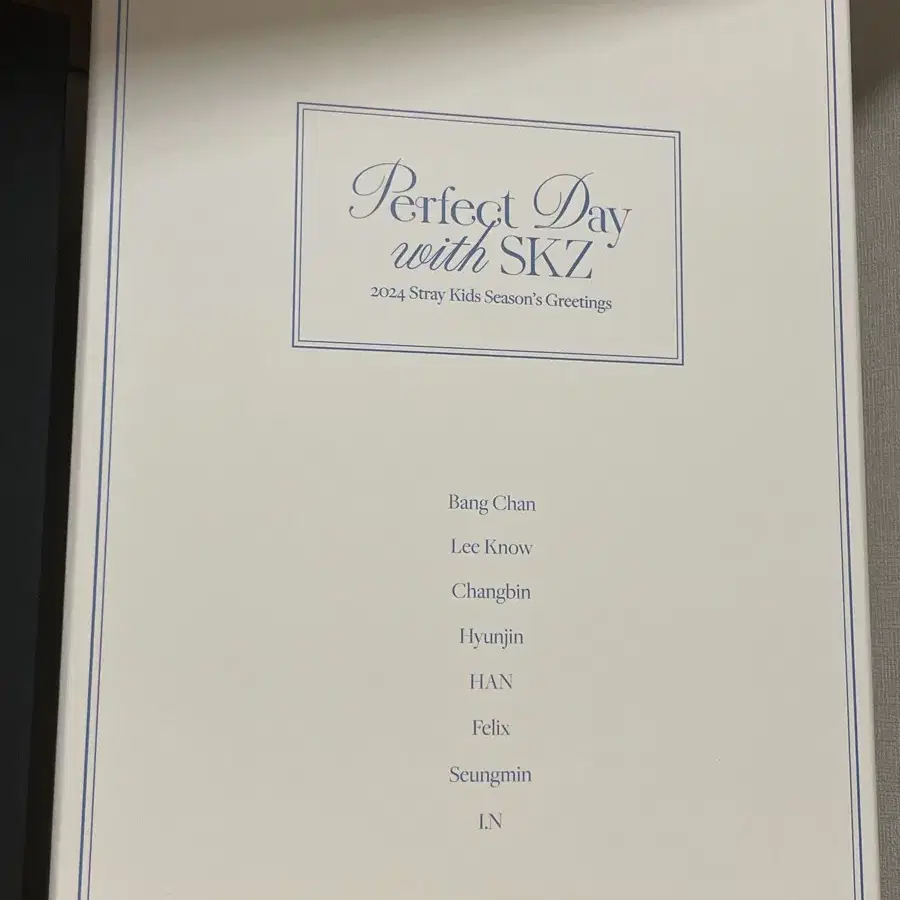 Perfect Day
with SKZ
2024 Stray Kids Season's Greetings
Bang Chan
Lee Know
Changbin
Hyunjin
HAN
Felix
Seungmin
I.N